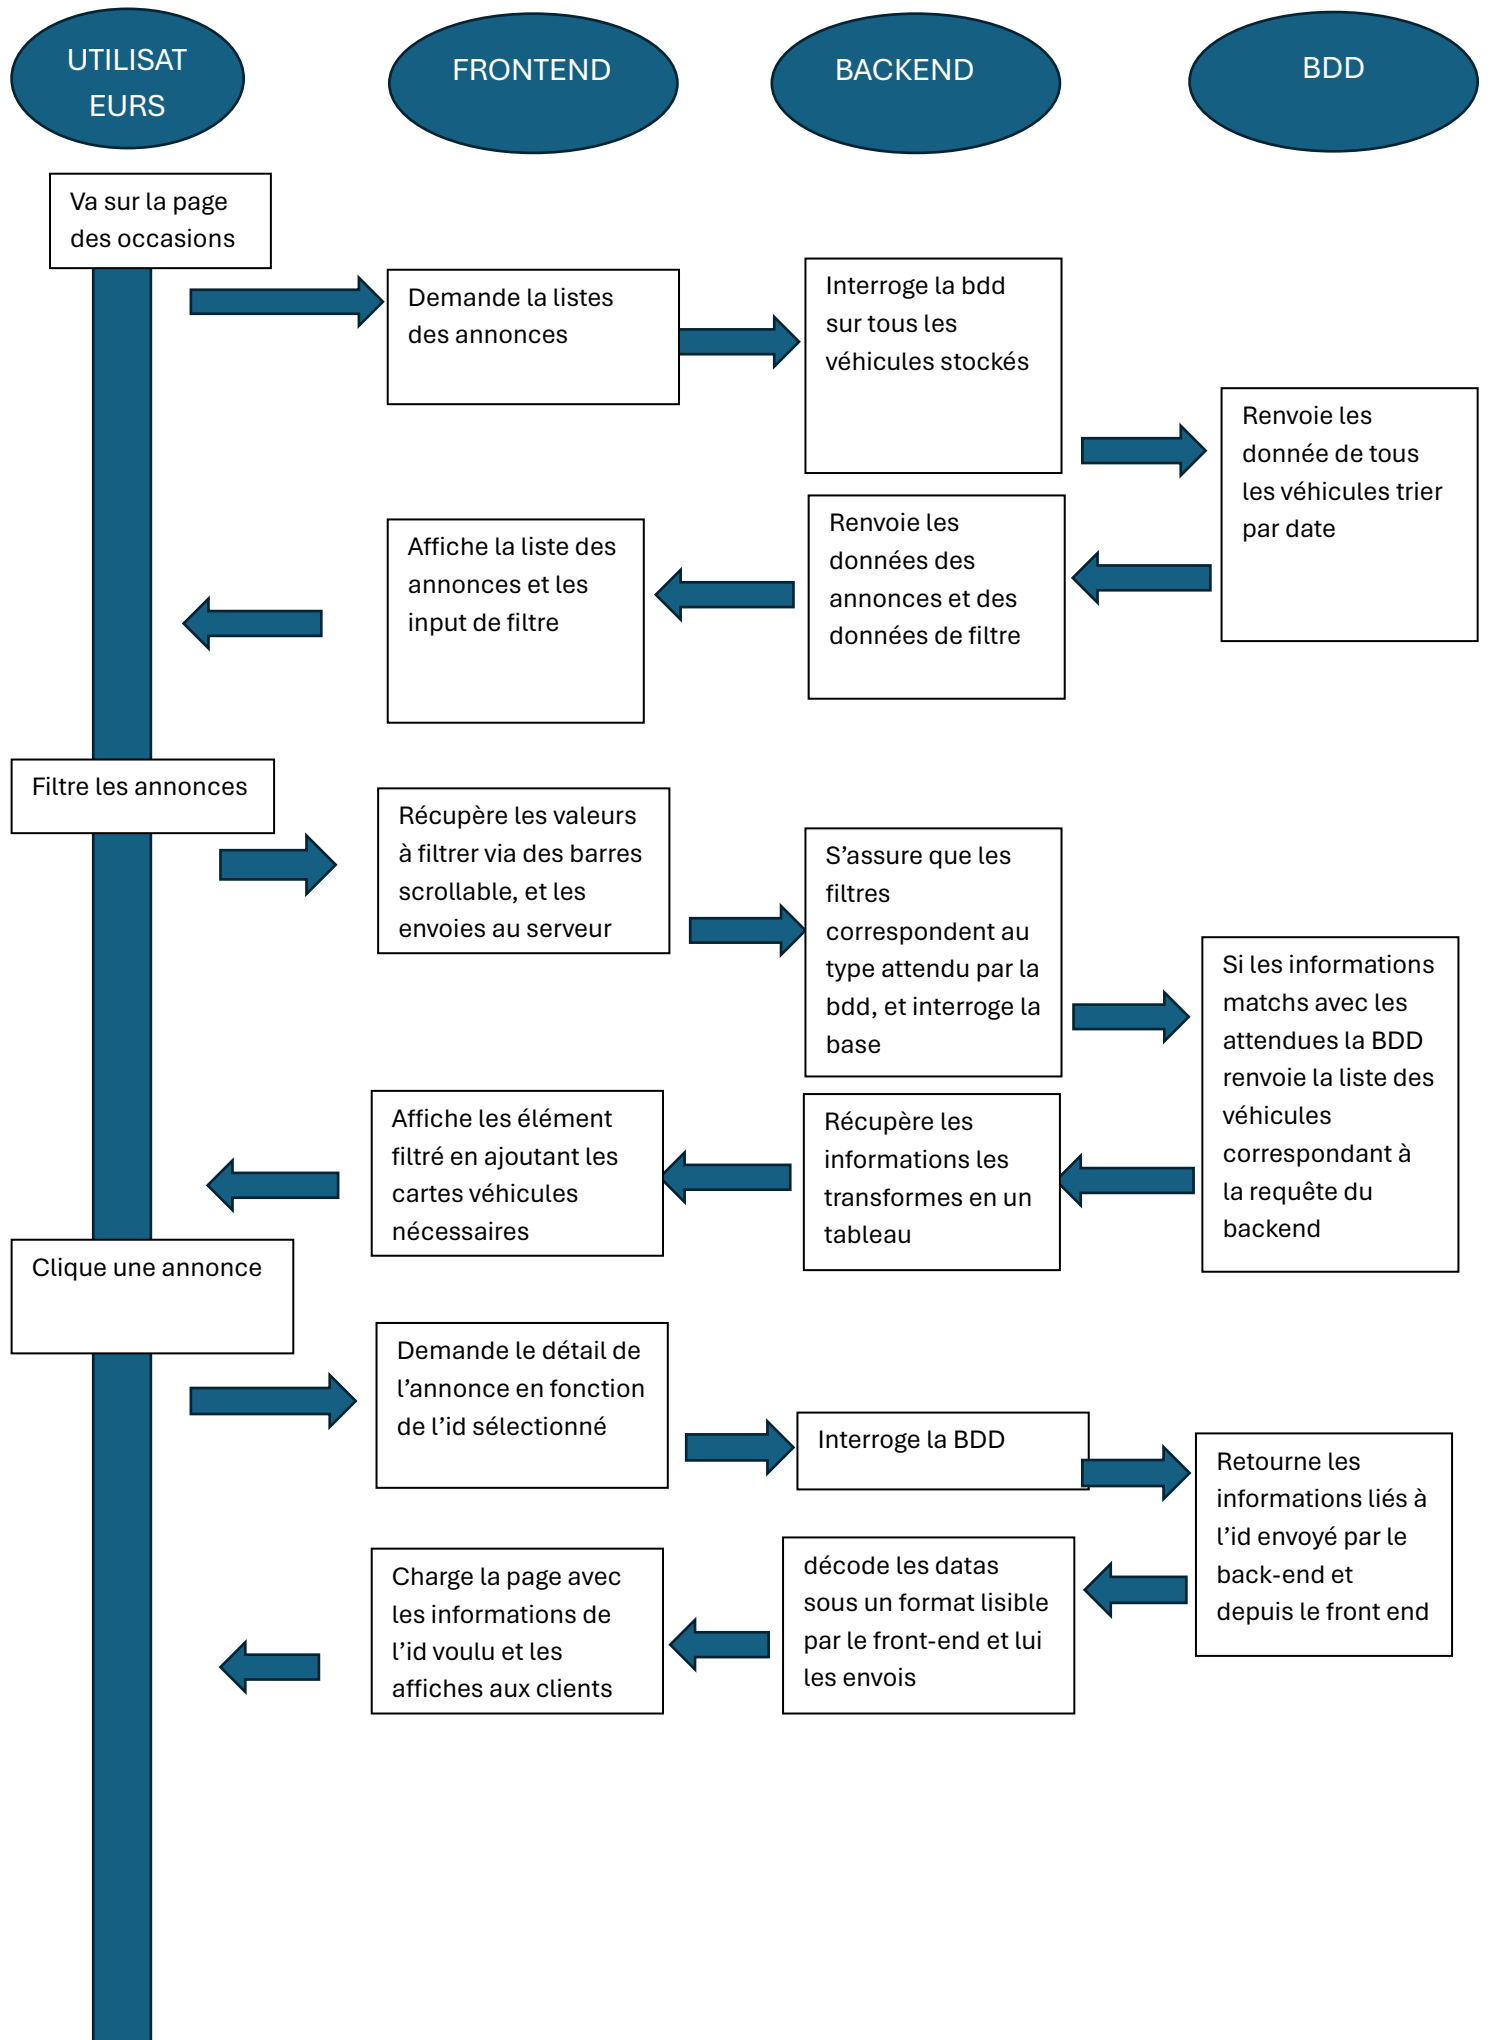 UTILISAT
EURS
FRONTEND
BACKEND
BDD
Va sur la page
des occasions
Demande la listes
des annonces
Interroge la bdd
sur tous les
véhicules stockés
Renvoie les
donnée de tous
les véhicules trier
par date
Renvoie les
données des
annonces et des
données de filtre
Affiche la liste des
annonces et les
input de filtre
Filtre les annonces
Récupère les valeurs
à filtrer via des barres
scrollable, et les
envoies au serveur
S’assure que les
filtres
correspondent au
type attendu par la
bdd, et interroge la
base
Si les informations
matchs avec les
attendues la BDD
renvoie la liste des
véhicules
correspondant à
la requête du
backend
Récupère les
informations les
transformes en un
tableau
Affiche les élément
filtré en ajoutant les
cartes véhicules
nécessaires
Clique une annonce
Demande le détail de
l’annonce en fonction
de l’id sélectionné
Interroge la BDD
Retourne les
informations liés à
l’id envoyé par le
back-end et
depuis le front end
décode les datas
sous un format lisible
par le front-end et lui
les envois
Charge la page avec
les informations de
l’id voulu et les
affiches aux clients